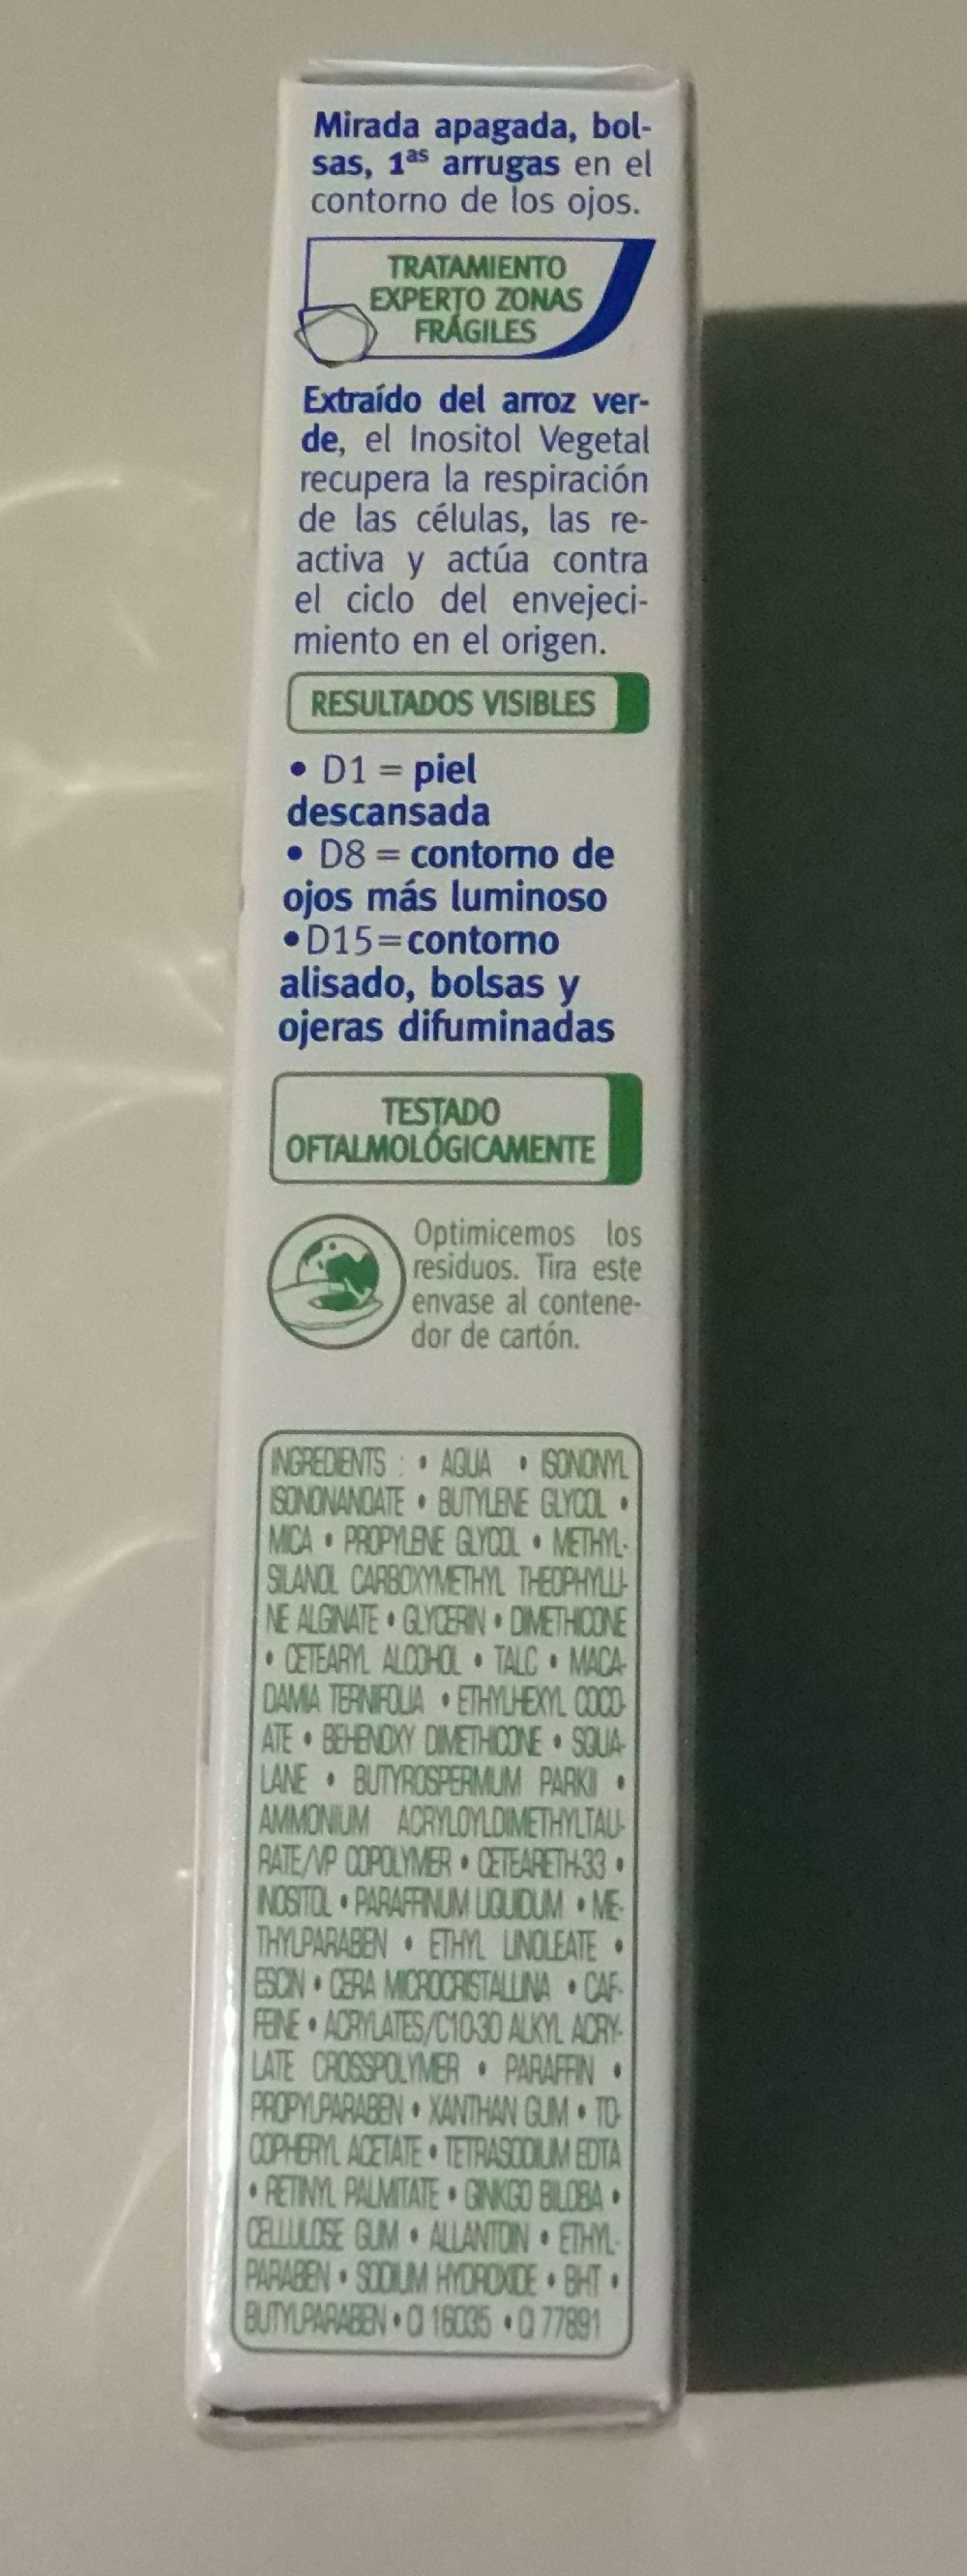 Mirada apagada, bol-
sas, 1as arrugas en el
contorno de los ojos.
TRATAMIENTO
EXPERTO ZONAS
FRÁGILES
Extraído del arroz ver-
de, el Inositol Vegetal
recupera la respiración
de las células, las re-
activa y actúa contra
el ciclo del envejeci-
miento en el origen.
RESULTADOS VISIBLES
• D1 = piel
descansada
• D8 = contorno de
ojos más luminoso
• D15=contorno
alisado, bolsas y
ojeras difuminadas
TESTADO
OFTALMOLÓGICAMENTE
Optimicemos los
residuos. Tira este
envase al contene-
dor de cartón.
INGREDIENTS : • AQUA • ISONONYL
ISONONANOATE • BUTYLENE GLYCOL •
MICA • PROPYLENE GLYCOL • METHYL-
SILANOL CARBOXYMETHYL THEOPHYLLI-
NE ALGINATE • GLYCERIN • DIMETHICONE
• CETEARYL ALCOHOL • TALC • MACA-
DAMIA TERNIFOLIA • ETHYLHEXYL COCO-
ATE • BEHENOXY DIMETHICONE • SQUA-
LANE • BUTYROSPERMUM PARKII •
AMMONIUM ACRYLOYLDIMETHYLTAU-
RATE/VP COPOLYMER • CETEARETH-33 •
INOSITOL • PARAFFINUM LIQUIDUM • ME-
THYLPARABEN • ETHYL LINOLEATE •
ESCIN • CERA MICROCRISTALLINA • CAF-
FEINE • ACRYLATES/C10-30 ALKYL ACRY-
LATE CROSSPOLYMER • PARAFFIN •
PROPYLPARABEN • XANTHAN GUM • TO-
COPHERYL ACETATE • TETRASODIUM EDTA
• RETINYL PALMITATE • GINKGO BILOBA •
CELLULOSE GUM • ALLANTOIN • ETHYL-
PARABEN • SODIUM HYDROXIDE • BHT •
BUTYLPARABEN • CI 16035 • CI 77891